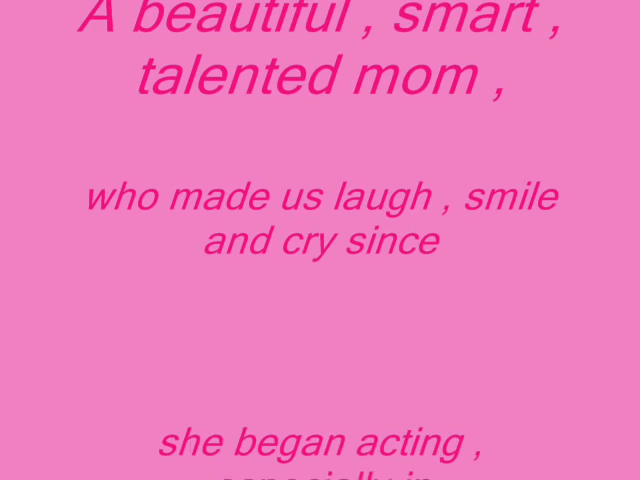 A beautiful , smart ,
talented mom ,
who made us laugh , smile
and cry since
she began acting ,
especially in